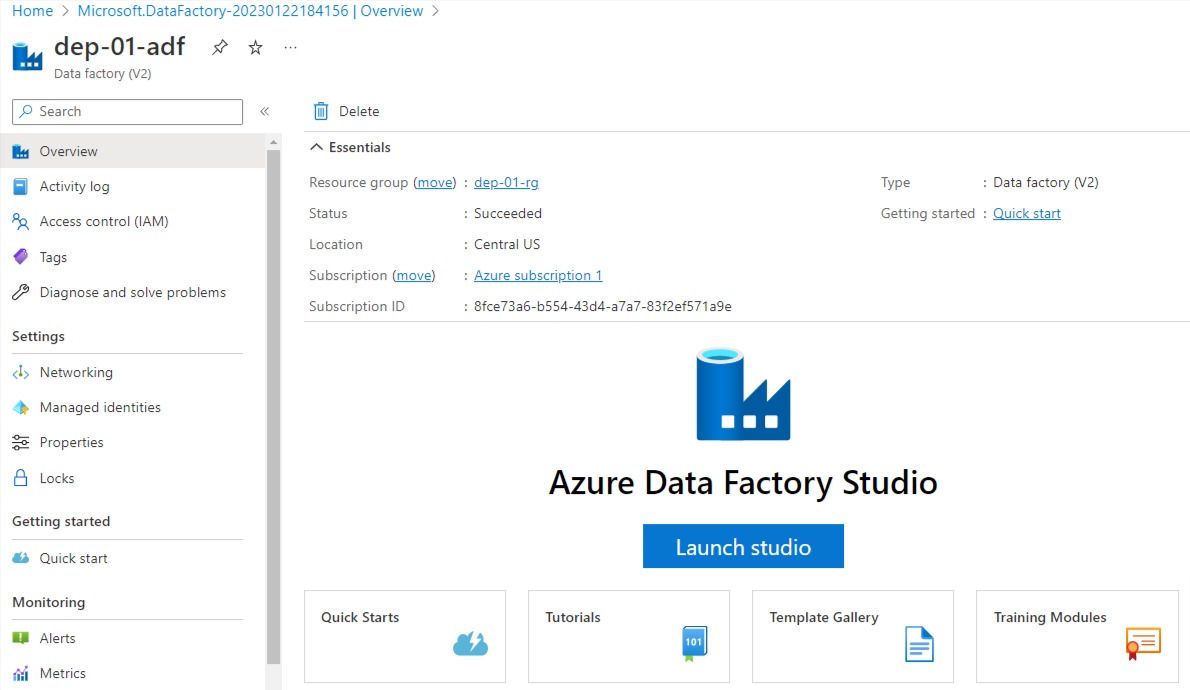 Home > Microsoft.DataFactory-20230122184156 | Overview >
dep-01-adf
Data factory (V2)
Search
Overview
Activity log
Access control (IAM)
Tags
Diagnose and solve problems
Settings
Networking
Managed identities
Properties
Locks
Getting started
Quick start
Monitoring
Alerts
Metrics
Delete
Essentials
Resource group (move) : dep-01-rg
Status : Succeeded
Location : Central US
Subscription (move) : Azure subscription 1
Subscription ID : 8fce73a6-b554-43d4-a7a7-83f2ef571a9e
Type : Data factory (V2)
Getting started : Quick start
Azure Data Factory Studio
Launch studio
Quick Starts
Tutorials
101
Template Gallery
Training Modules